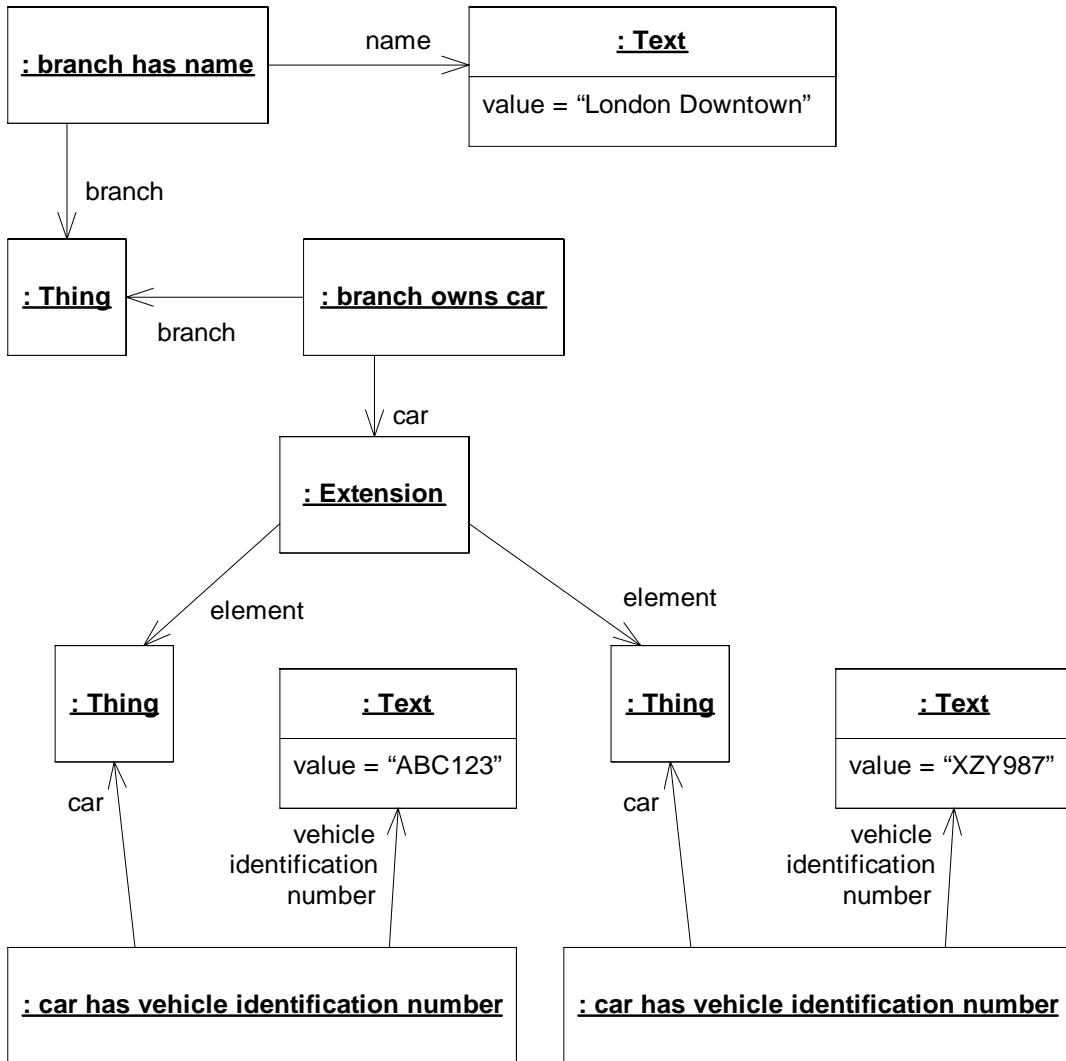 name
: Text
: branch has name
value = “London Downtown”
branch
: Thing
: branch owns car
branch
car
: Extension
element
element
: Thing
: Text
: Thing
: Text
value = “ABC123”
value = “XZY987”
car
car
vehicle
identification
number
vehicle
identification
number
: car has vehicle identification number
: car has vehicle identification number